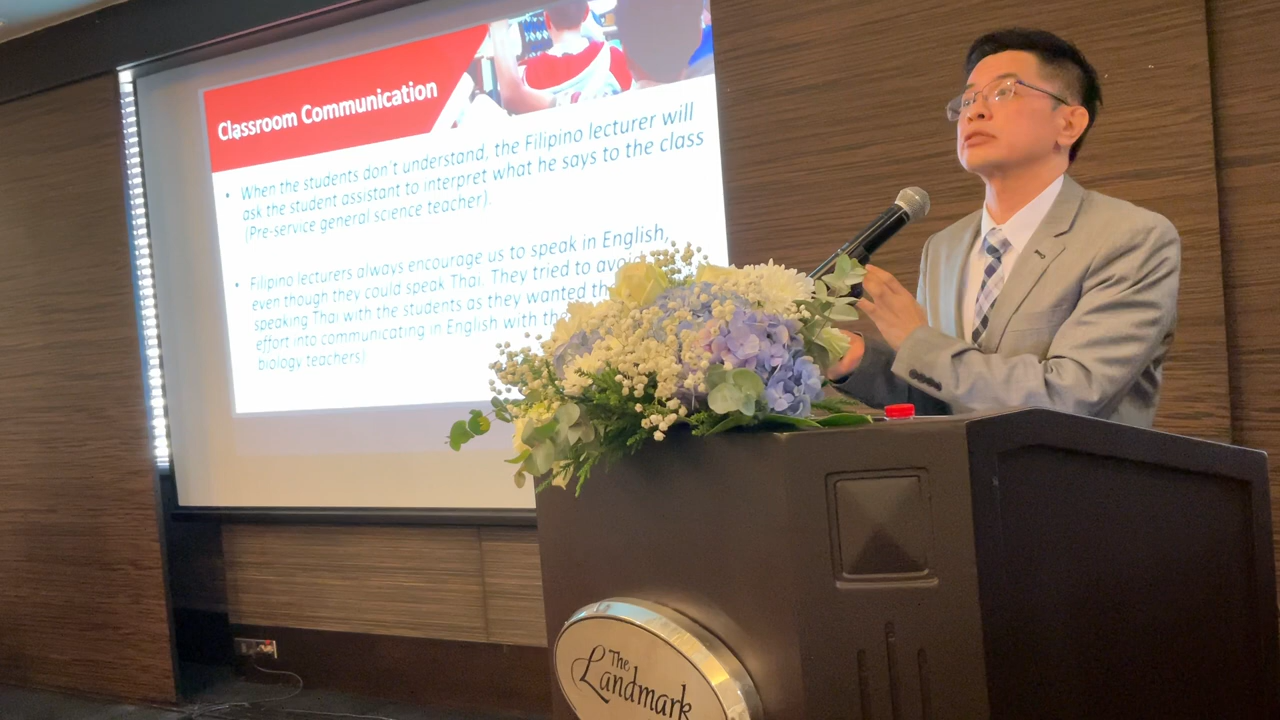 Classroom Communication
• When the students don't understand, the Filipino lecturer will
ask the student assistant to interpret what he says to the class
(Pre-service general science teacher).
• Filipino lecturers always encourage us to speak in English,
even though they could speak Thai. They tried to avoid
speaking Thai with the students as they wanted
effort into communicating in English with
biology teachers)
The
Landmark